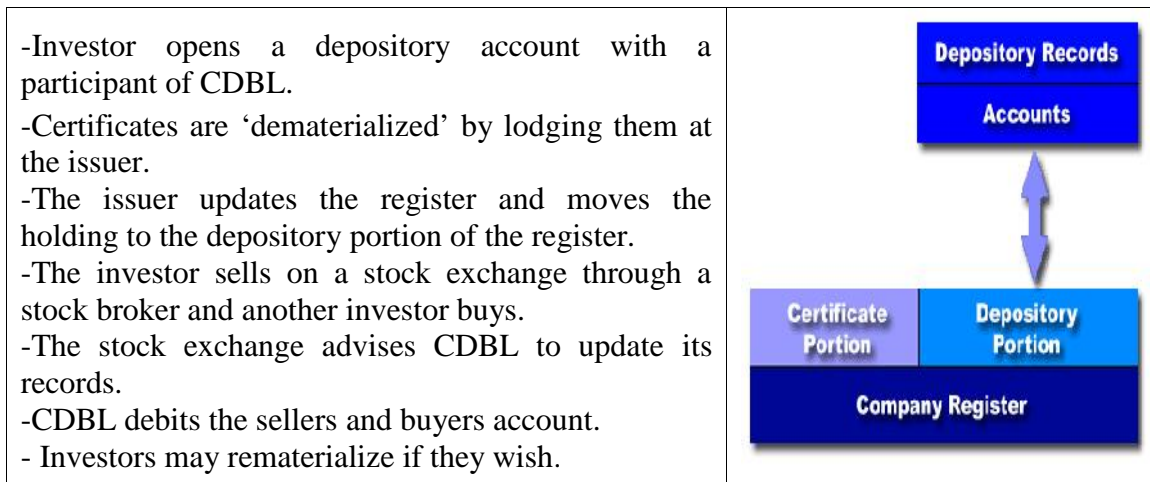 -Investor opens a depository account with a
participant of CDBL.
-Certificates are ‘dematerialized’ by lodging them at
the issuer.
-The issuer updates the register and moves the
holding to the depository portion of the register.
-The investor sells on a stock exchange through a
stock broker and another investor buys.
-The stock exchange advises CDBL to update its
records.
-CDBL debits the sellers and buyers account.
- Investors may rematerialize if they wish.
Depository Records
Accounts
Certificate
Portion
Depository
Portion
Company Register